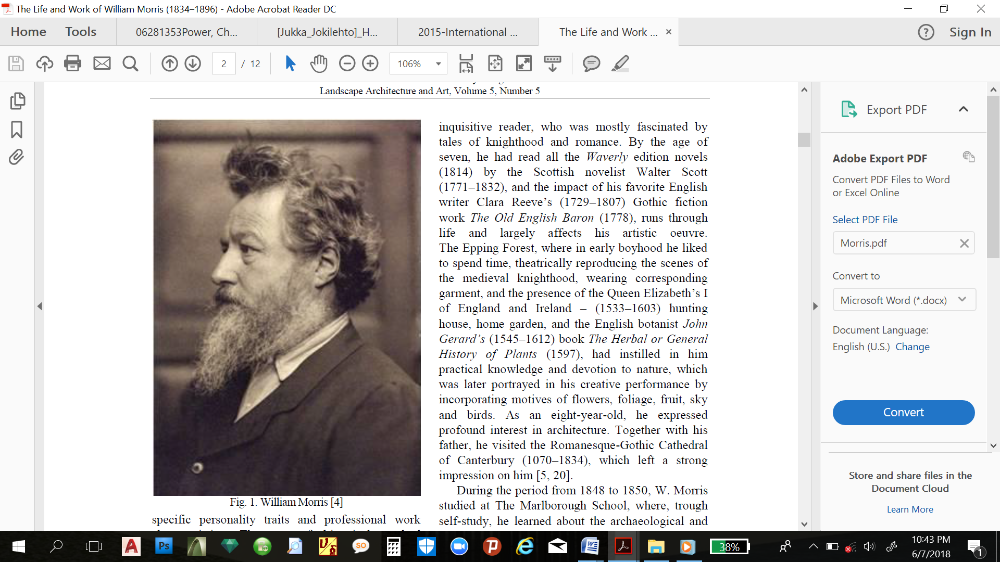 The Life and Work of William Morris (1834–1896) - Adobe Acrobat Reader DC
Home
Tools
06281353Power, Ch...
[Jukka_Jokilehto]_H...
2015-International ...
The Life and Work ...
Sign In
2 / 12
106%
Landscape Architecture and Art, Volume 5, Number 5
Fig. 1. William Morris [4]
specific personality traits and professional work
inquisitive reader, who was mostly fascinated by
tales of knighthood and romance. By the age of
seven, he had read all the Waverly edition novels
(1814) by the Scottish novelist Walter Scott
(1771–1832), and the impact of his favorite English
writer Clara Reeve’s (1729–1807) Gothic fiction
work The Old English Baron (1778), runs through
life and largely affects his artistic oeuvre.
The Epping Forest, where in early boyhood he liked
to spend time, theatrically reproducing the scenes of
the medieval knighthood, wearing corresponding
garment, and the presence of the Queen Elizabeth’s I
of England and Ireland – (1533–1603) hunting
house, home garden, and the English botanist John
Gerard’s (1545–1612) book The Herbal or General
History of Plants (1597), had instilled in him
practical knowledge and devotion to nature, which
was later portrayed in his creative performance by
incorporating motives of flowers, foliage, fruit, sky
and birds. As an eight-year-old, he expressed
profound interest in architecture. Together with his
father, he visited the Romanesque-Gothic Cathedral
of Canterbury (1070–1834), which left a strong
impression on him [5, 20].
During the period from 1848 to 1850, W. Morris
studied at The Marlborough School, where, trough
self-study, he learned about the archaeological and
Export PDF
Adobe Export PDF
Convert PDF Files to Word
or Excel Online
Select PDF File
Morris.pdf
Convert to
Microsoft Word (*.docx)
Document Language:
English (U.S.) Change
Convert
Store and share files in the
Document Cloud
Learn More
Ps
SO
38%
10:43 PM
6/7/2018
1